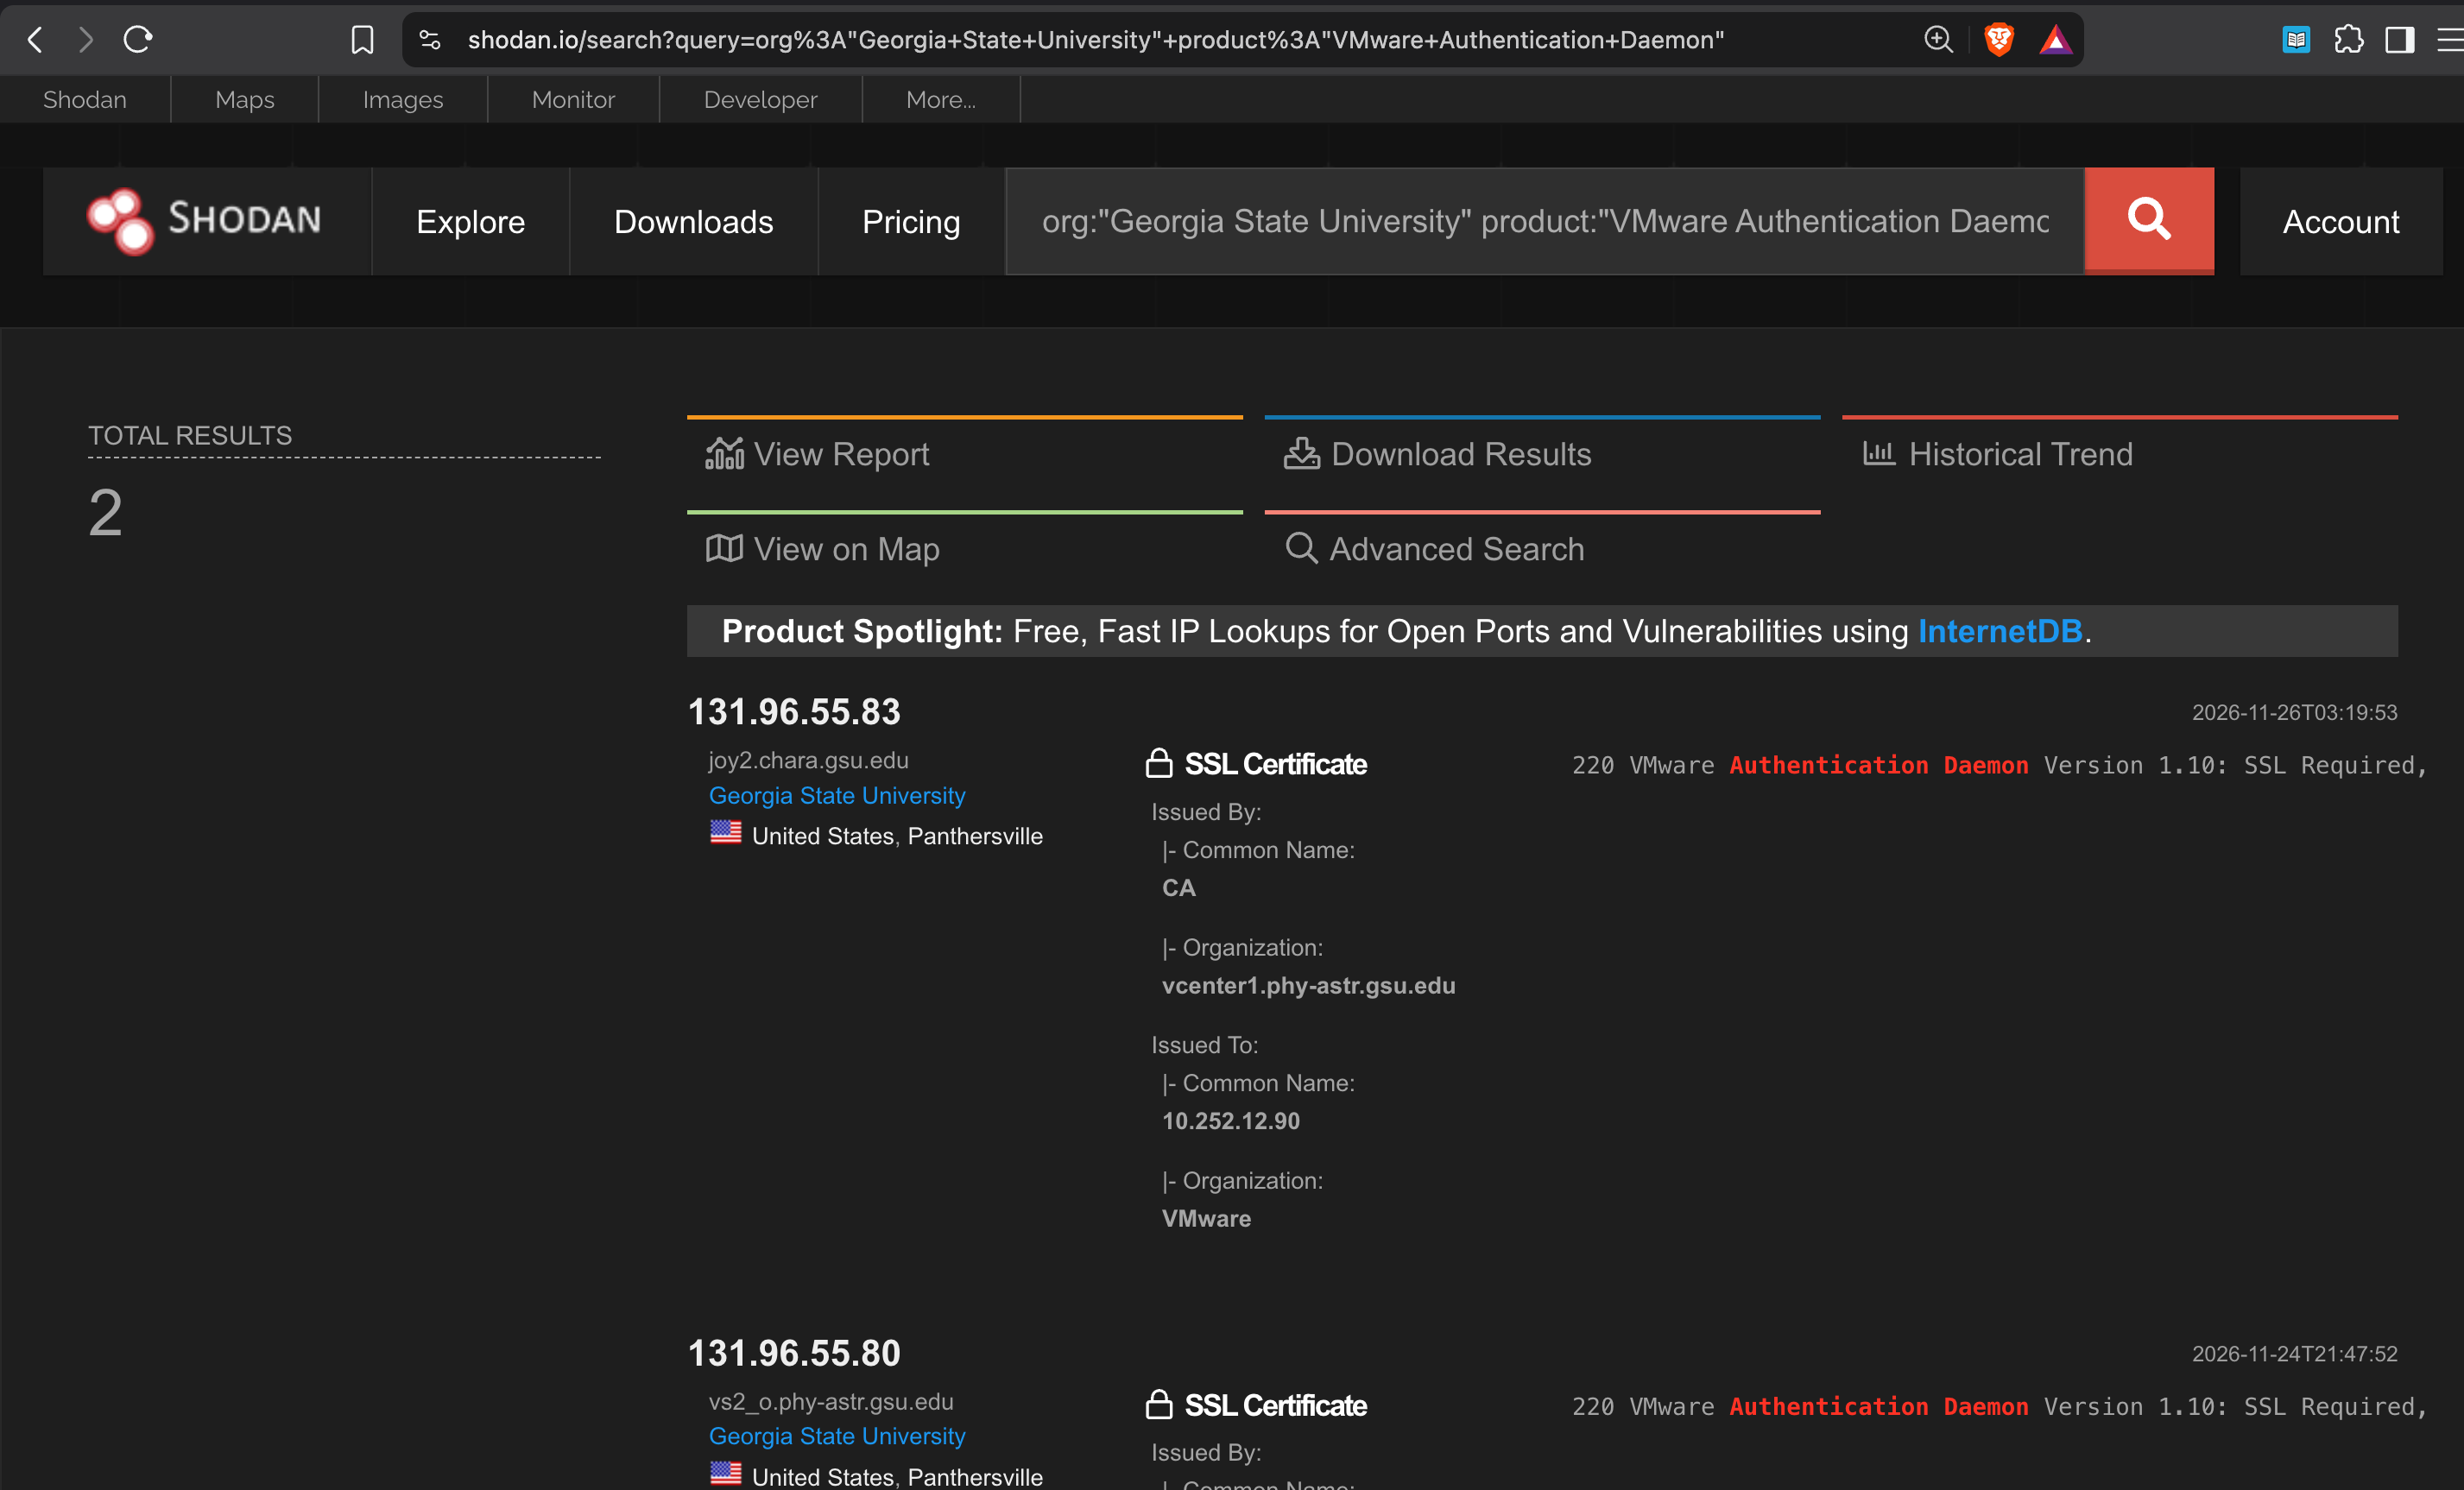 shodan.io/search?query=org%3A"Georgia+State+University"+product%3A"VMware+Authentication+Daemon"
Shodan Maps Images Monitor Developer More...
SHODAN Explore Downloads Pricing org:"Georgia State University" product:"VMware Authentication Daemo Account
TOTAL RESULTS
2
View Report Download Results Historical Trend
View on Map Advanced Search
Product Spotlight: Free, Fast IP Lookups for Open Ports and Vulnerabilities using InternetDB.
131.96.55.83
2026-11-26T03:19:53
joy2.chara.gsu.edu
Georgia State University
United States, Panthersville
SSL Certificate
Issued By:
|- Common Name:
CA
|- Organization:
vcenter1.phy-astr.gsu.edu
Issued To:
|- Common Name:
10.252.12.90
|- Organization:
VMware
220 VMware Authentication Daemon Version 1.10: SSL Required,
131.96.55.80
2026-11-24T21:47:52
vs2_o.phy-astr.gsu.edu
Georgia State University
United States, Panthersville
SSL Certificate
Issued By:
|- Common Name:
220 VMware Authentication Daemon Version 1.10: SSL Required,